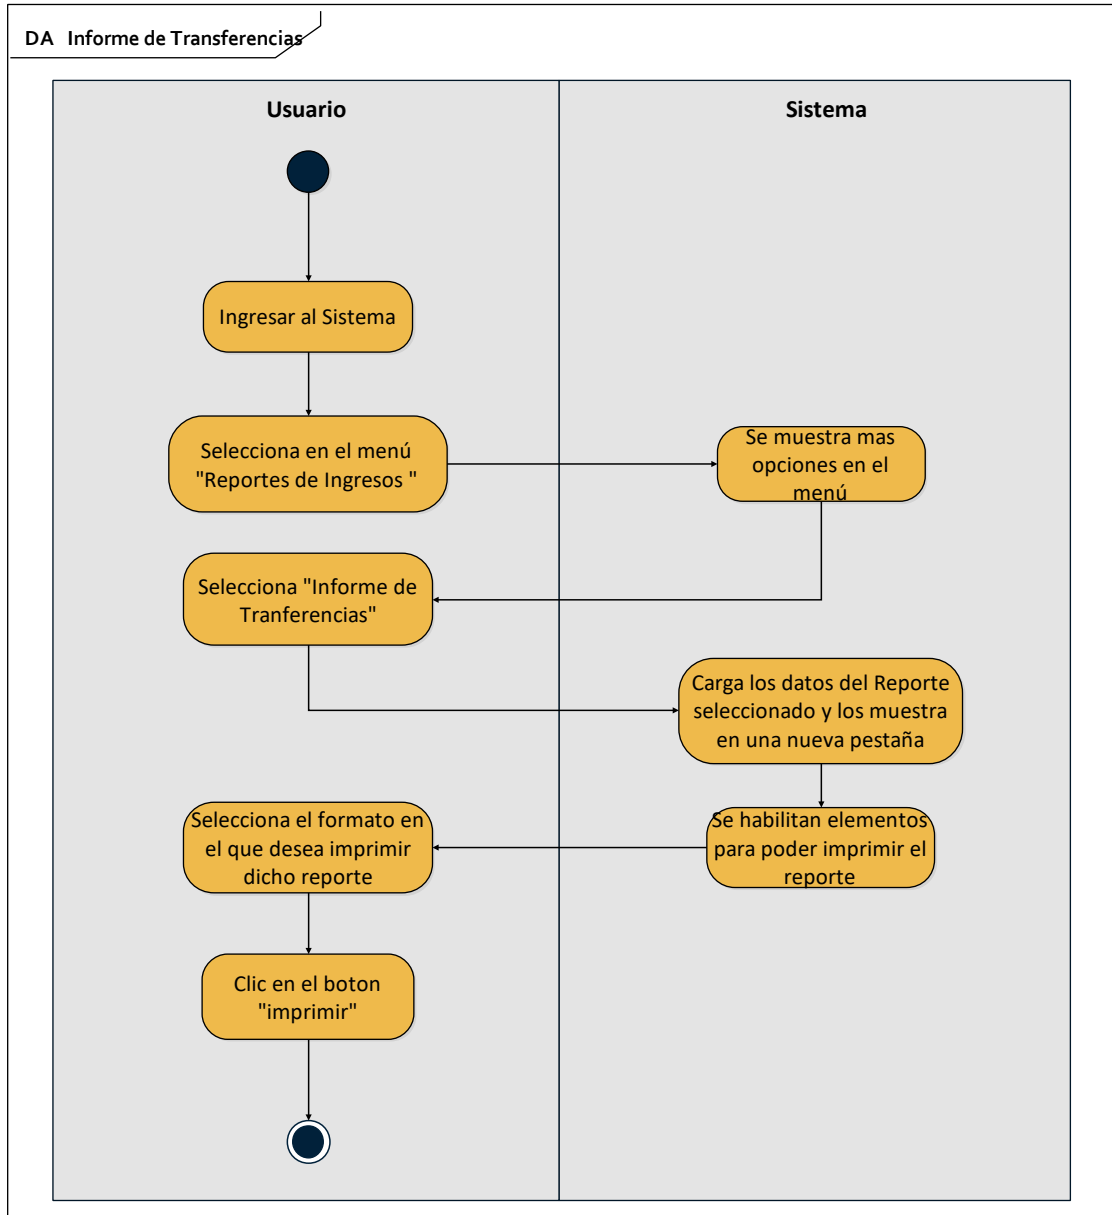 DA Informe de Transferencias
Usuario
Sistema
Ingresar al Sistema
Selecciona en el menú
"Reportes de Ingresos "
Se muestra mas
opciones en el
menú
Selecciona "Informe de
Tranferencias"
Carga los datos del Reporte
seleccionado y los muestra
en una nueva pestaña
Se habilitan elementos
para poder imprimir el
reporte
Selecciona el formato en
el que desea imprimir
dicho reporte
Clic en el boton
"imprimir"